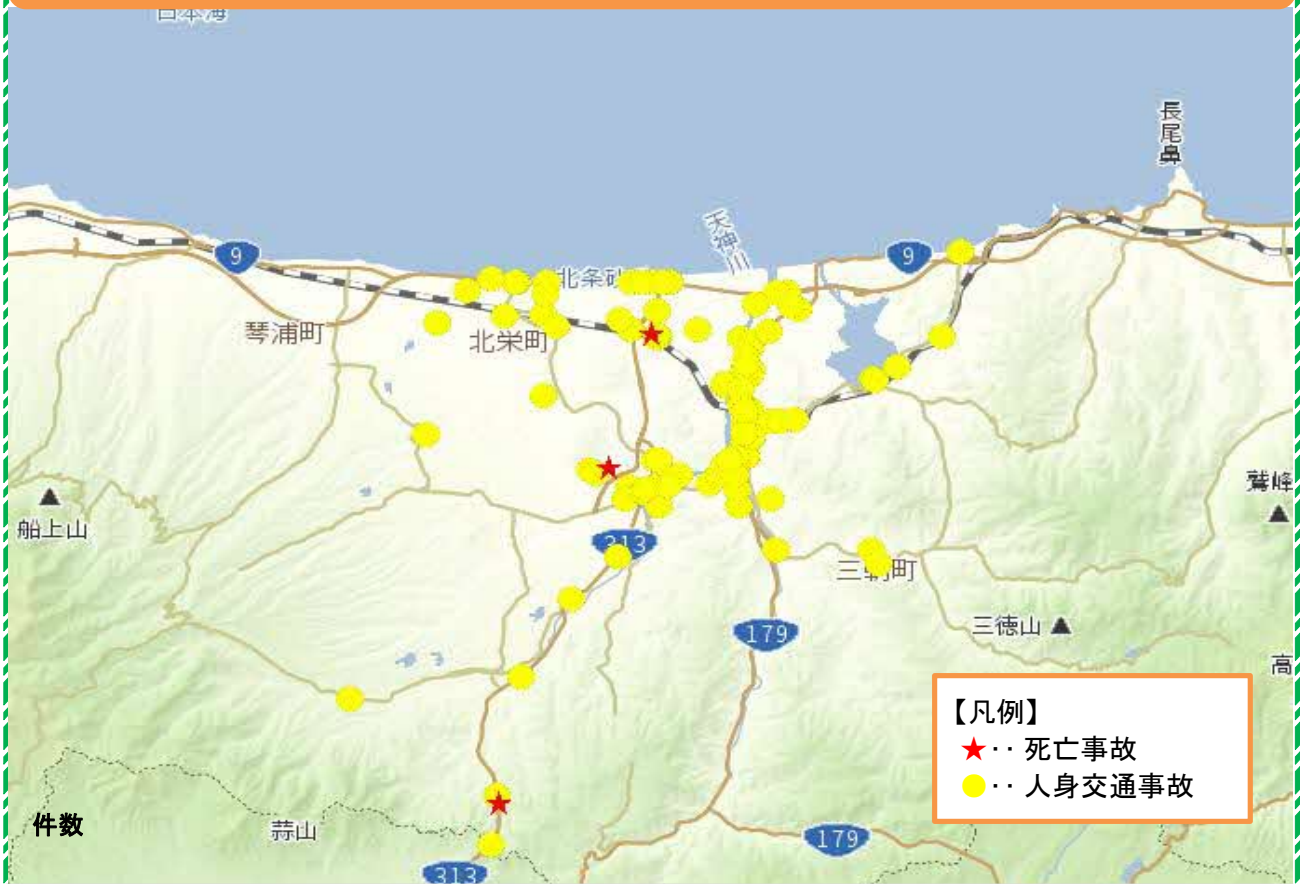 日本海
長尾鼻
天神川
9
9
北条砂
琴浦町
北栄町
船上山
鷲峰
313
三朝町
179
三徳山
高
【凡例】
★‥ 死亡事故
●‥ 人身交通事故
件数
蒜山
179
313